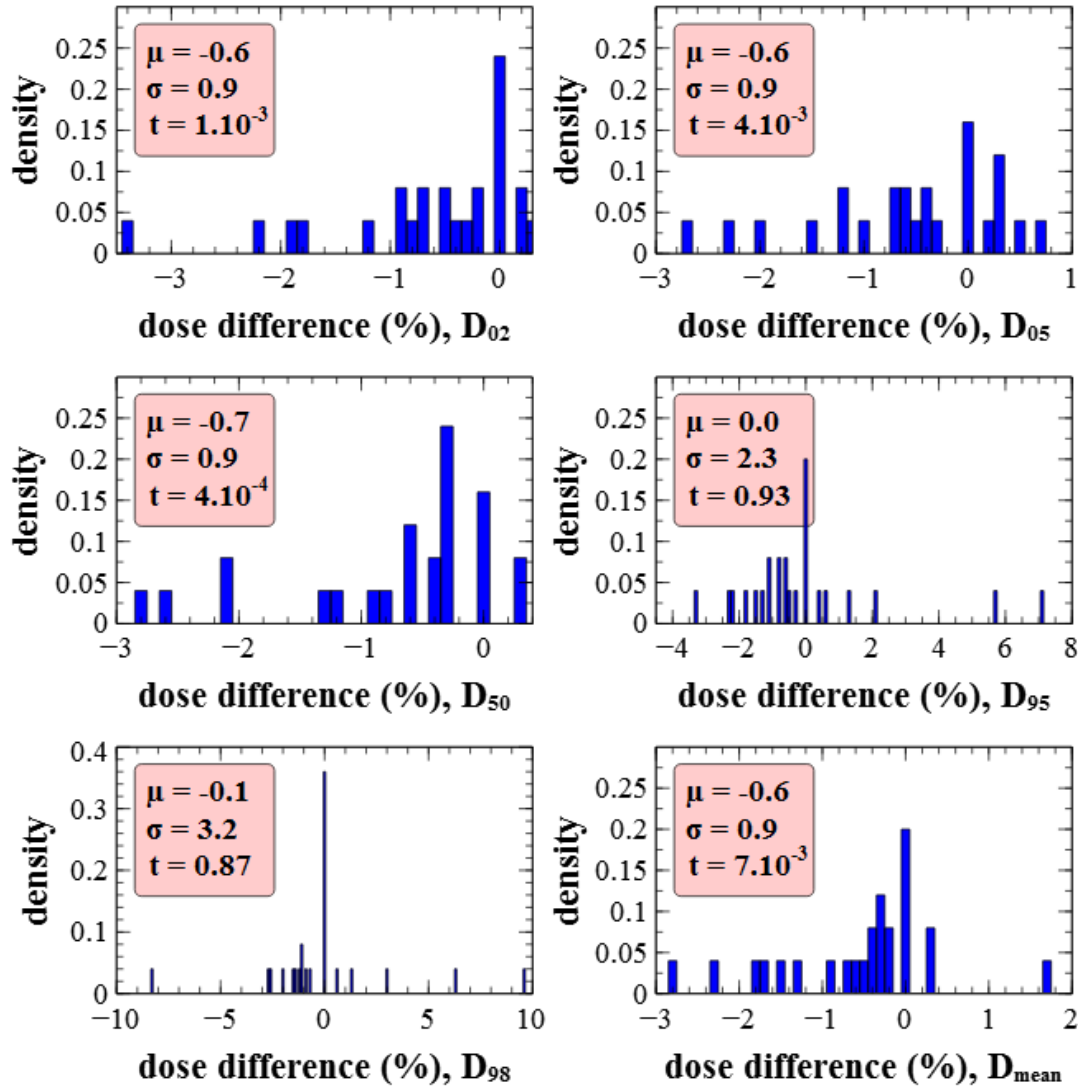 0.25
0.2
0.15
0.1
0.05
0
density
μ = -0.6
σ = 0.9
t = 1.10⁻³
−3 −2 −1 0
dose difference (%), D₀₂
0.25
0.2
0.15
0.1
0.05
0
density
μ = -0.6
σ = 0.9
t = 4.10⁻³
−3 −2 −1 0 1
dose difference (%), D₀₅
0.25
0.2
0.15
0.1
0.05
0
density
μ = -0.7
σ = 0.9
t = 4.10⁻⁴
−3 −2 −1 0
dose difference (%), D₅₀
0.25
0.2
0.15
0.1
0.05
0
density
μ = 0.0
σ = 2.3
t = 0.93
−4 −2 0 2 4 6 8
dose difference (%), D₉₅
0.4
0.3
0.2
0.1
0
density
μ = -0.1
σ = 3.2
t = 0.87
−10 −5 0 5 10
dose difference (%), D₉₈
0.25
0.2
0.15
0.1
0.05
0
density
μ = -0.6
σ = 0.9
t = 7.10⁻³
−3 −2 −1 0 1 2
dose difference (%), Dmean